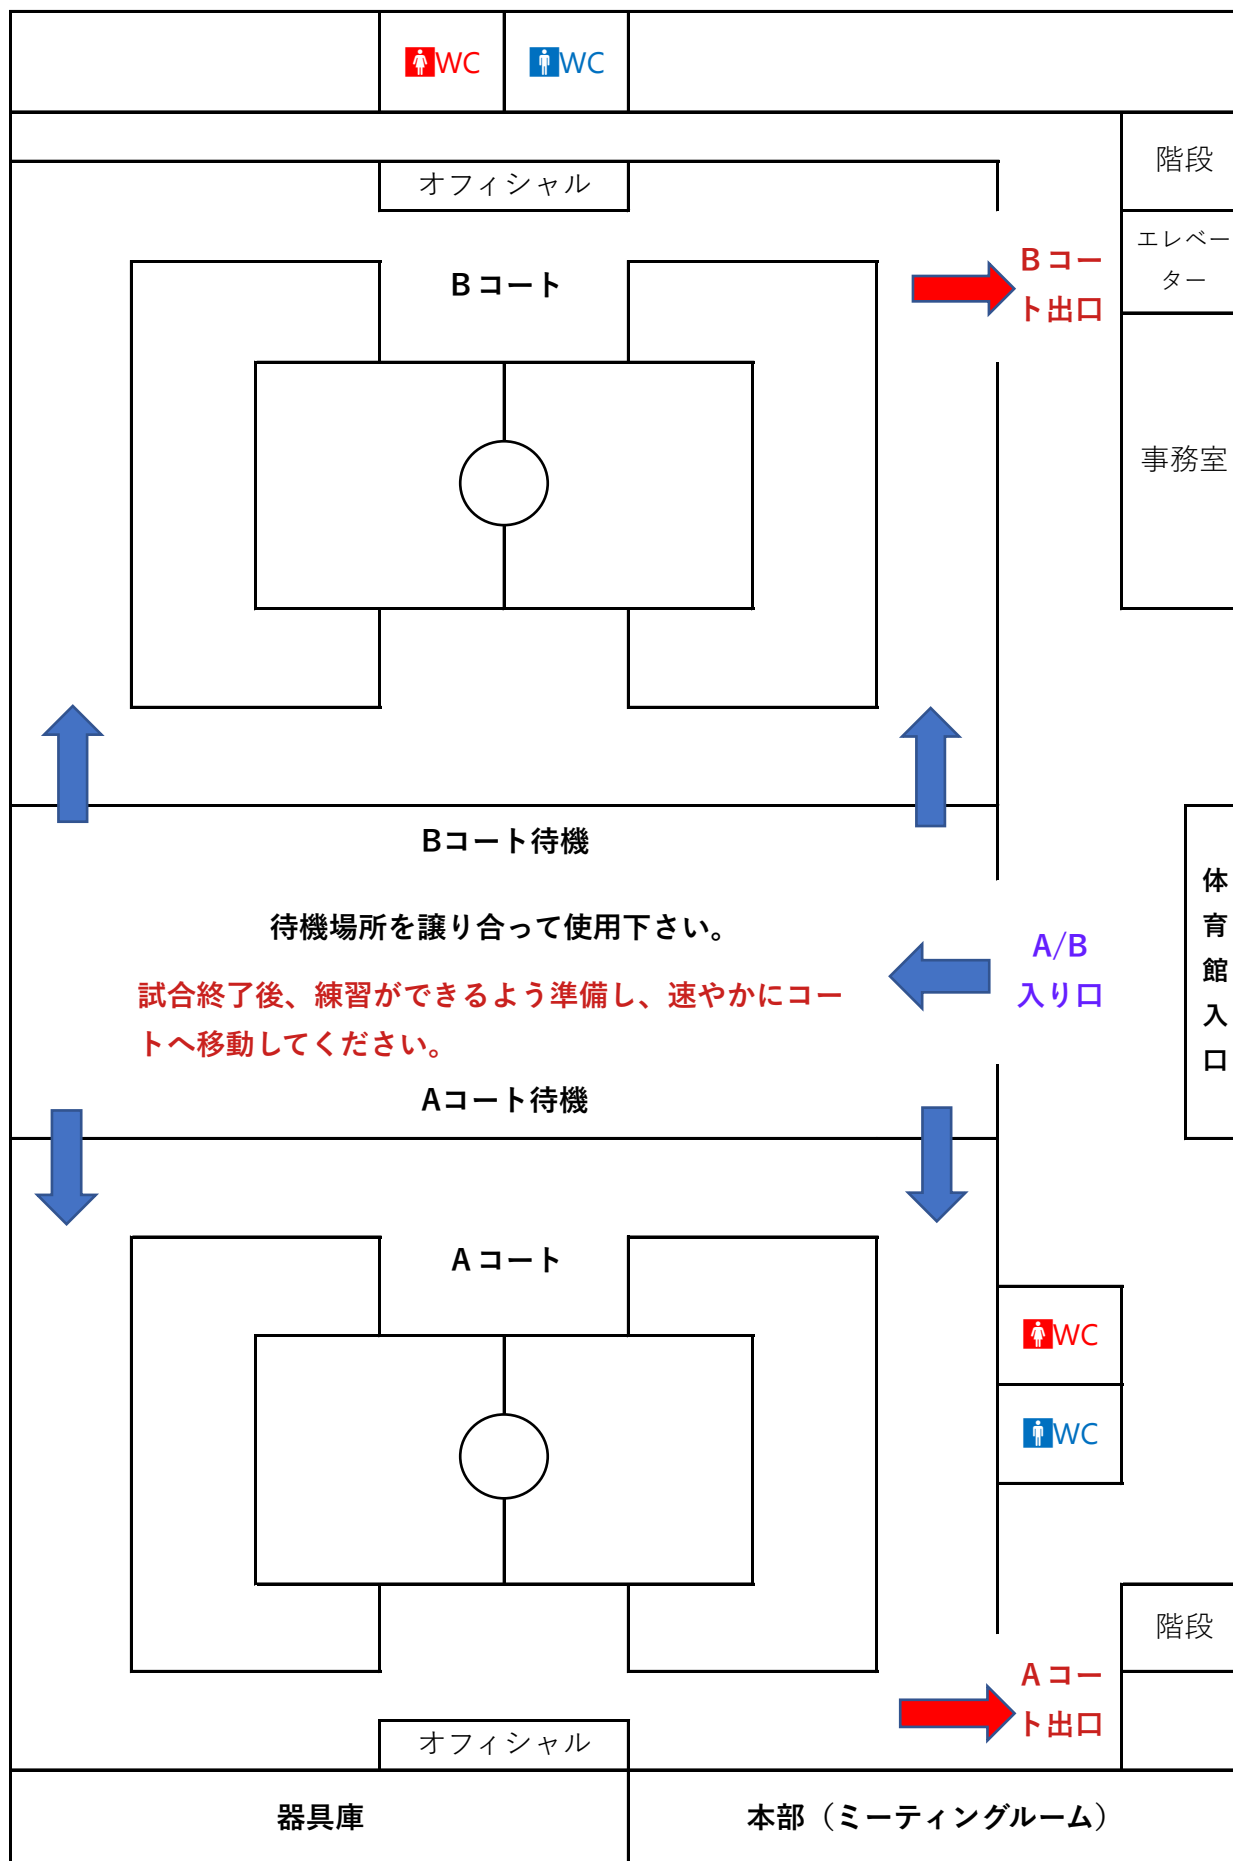 WC
WC
階段
オフィシャル
エレベー
ター
Bコート
Bコー
ト出口
事務室
Bコート待機
待機場所を譲り合って使用下さい。
試合終了後、練習ができるよう準備し、速やかにコー
トへ移動してください。
A/B
入り口
体
育
館
入
口
Aコート待機
Aコート
WC
WC
階段
Aコー
ト出口
オフィシャル
器具庫
本部（ミーティングルーム）